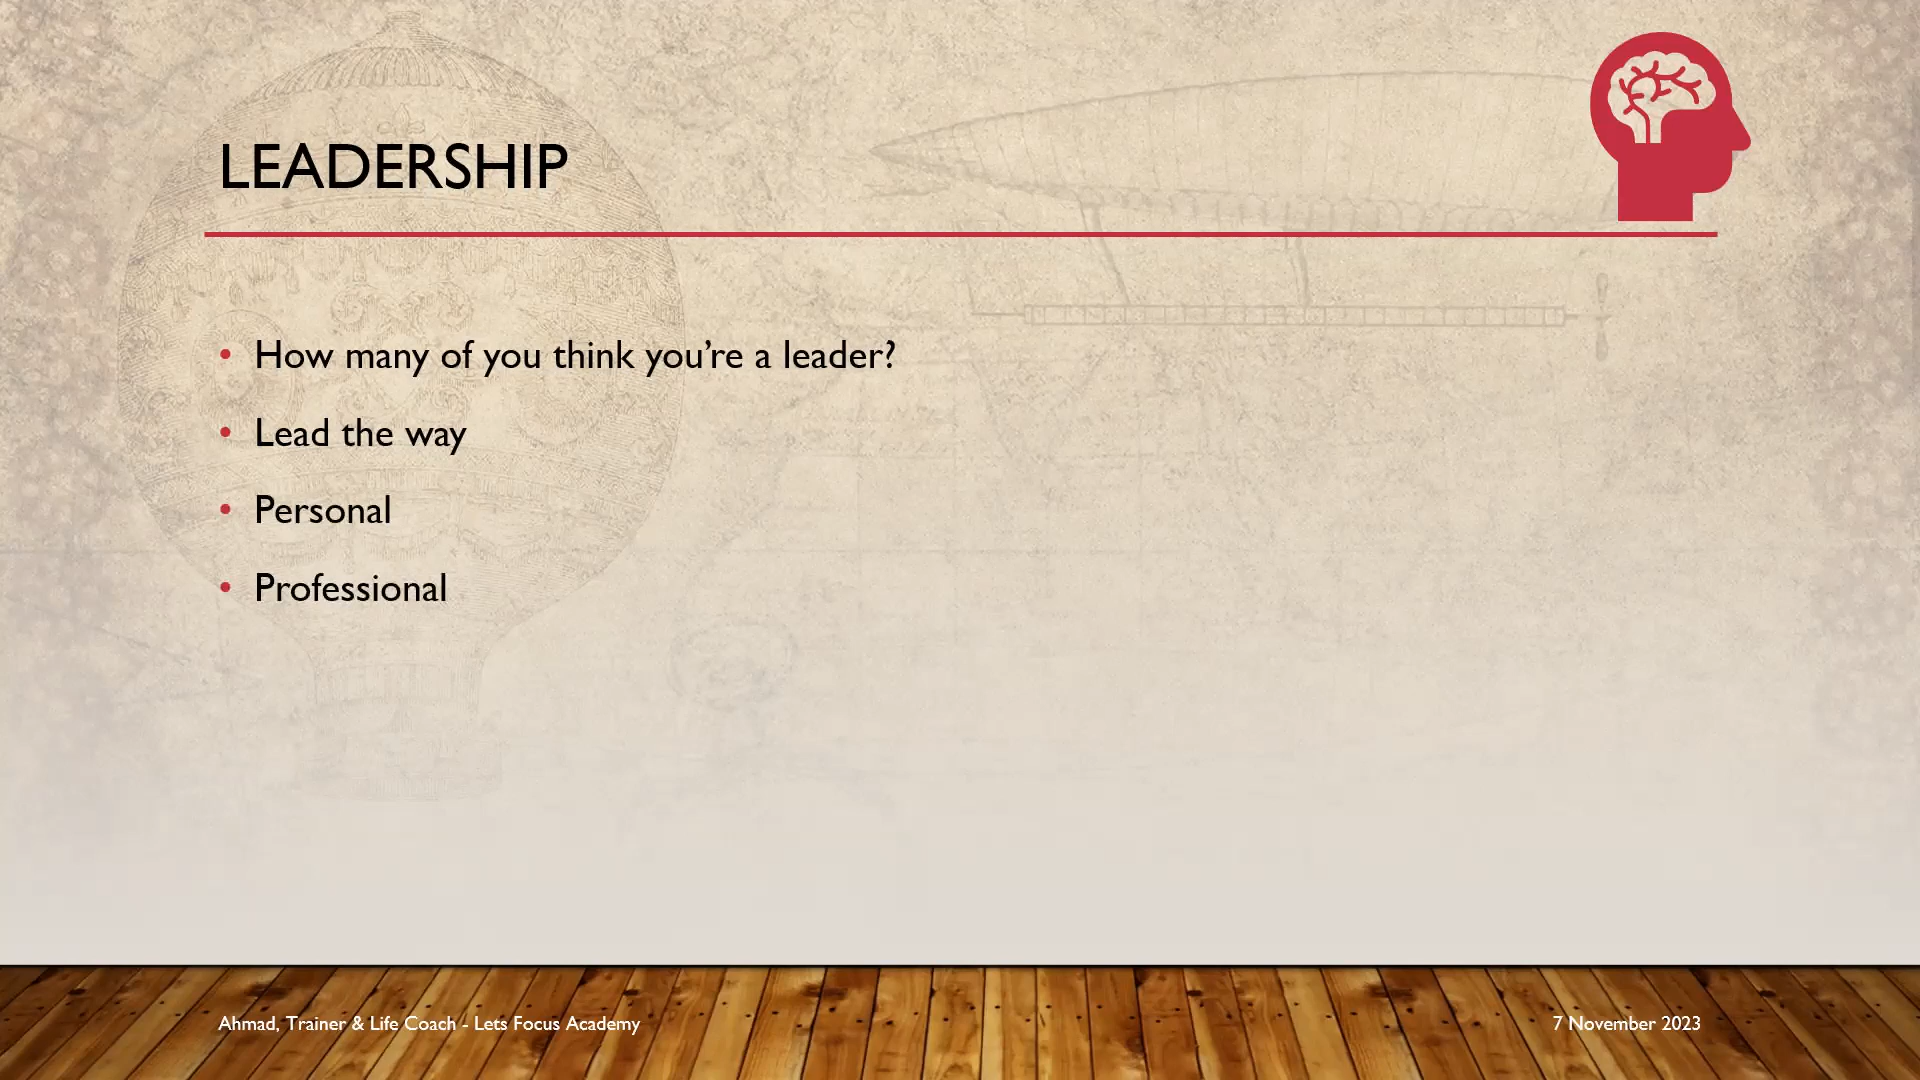 LEADERSHIP
• How many of you think you’re a leader?
• Lead the way
• Personal
• Professional
Ahmad, Trainer & Life Coach - Lets Focus Academy
7 November 2023